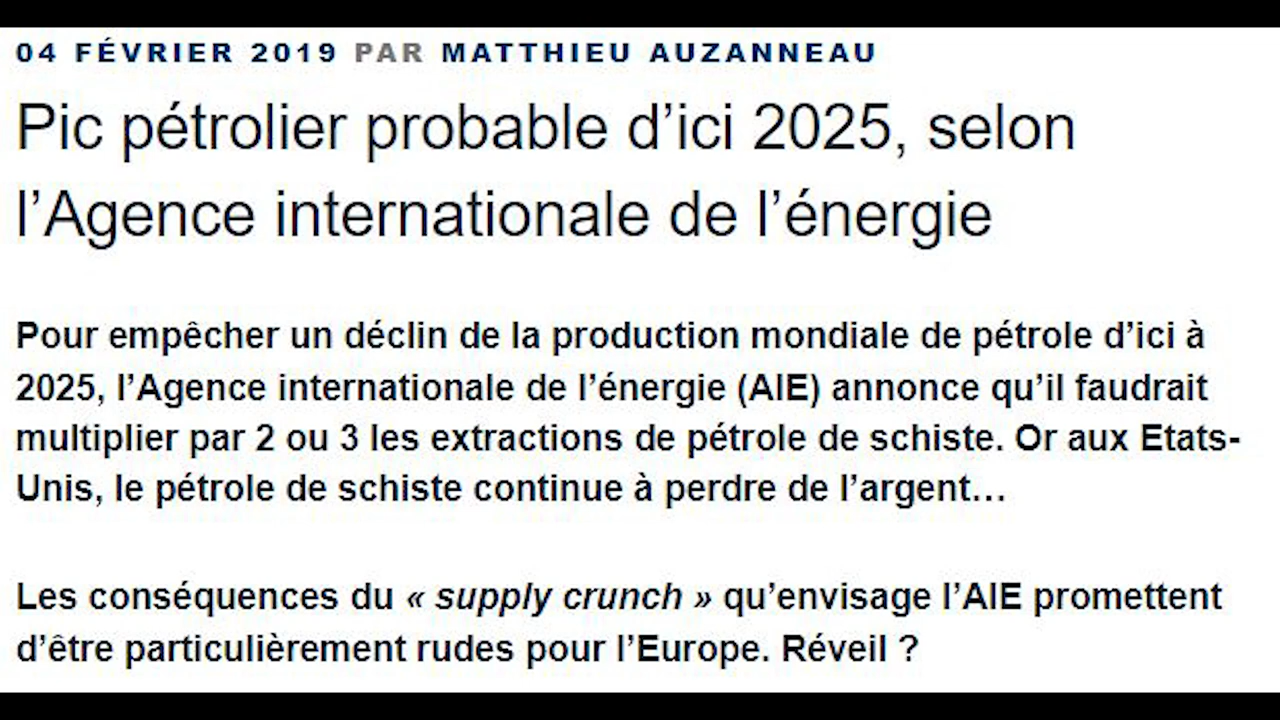 04 FÉVRIER 2019 PAR MATTHIEU AUZANNEAU
Pic pétrolier probable d’ici 2025, selon
l’Agence internationale de l’énergie
Pour empêcher un déclin de la production mondiale de pétrole d’ici à
2025, l’Agence internationale de l’énergie (AIE) annonce qu’il faudrait
multiplier par 2 ou 3 les extractions de pétrole de schiste. Or aux Etats-
Unis, le pétrole de schiste continue à perdre de l’argent…
Les conséquences du « supply crunch » qu’envisage l’AIE promettent
d’être particulièrement rudes pour l’Europe. Réveil ?